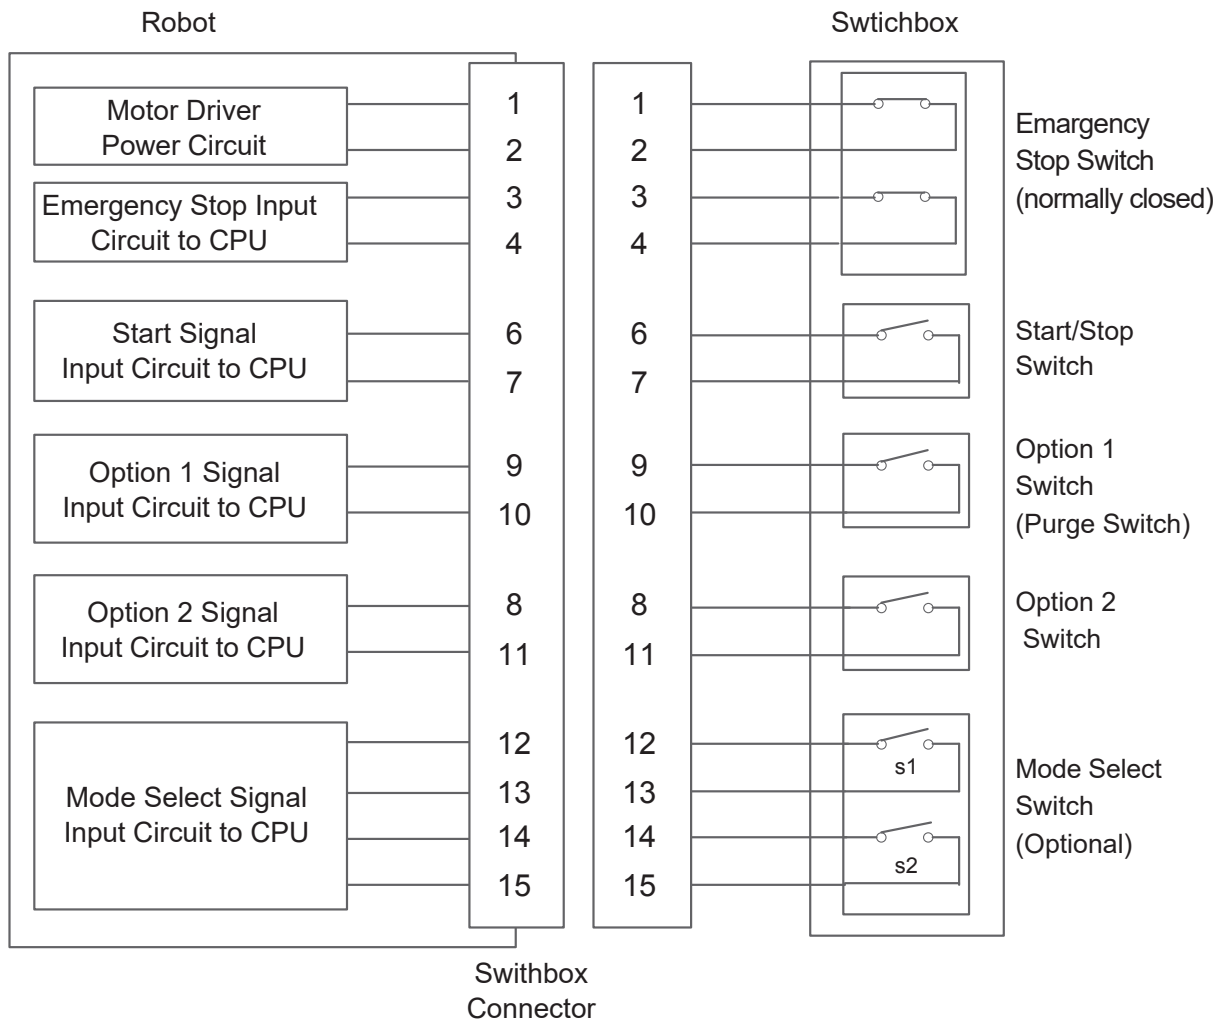 Robot
Swtichbox
Motor Driver
Power Circuit
Emergency Stop Input
Circuit to CPU
Start Signal
Input Circuit to CPU
Option 1 Signal
Input Circuit to CPU
Option 2 Signal
Input Circuit to CPU
Mode Select Signal
Input Circuit to CPU
1
2
3
4
6
7
9
10
8
11
12
13
14
15
1
2
3
4
6
7
9
10
8
11
12
13
14
15
s1
s2
Emargency
Stop Switch
(normally closed)
Start/Stop
Switch
Option 1
Switch
(Purge Switch)
Option 2
Switch
Mode Select
Switch
(Optional)
Swithbox
Connector